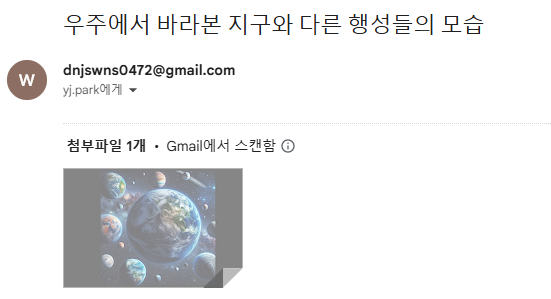 우주에서 바라본 지구와 다른 행성들의 모습
W
dnjswns0472@gmail.com
yj.park에게
첨부파일 1개 • Gmail에서 스캔함